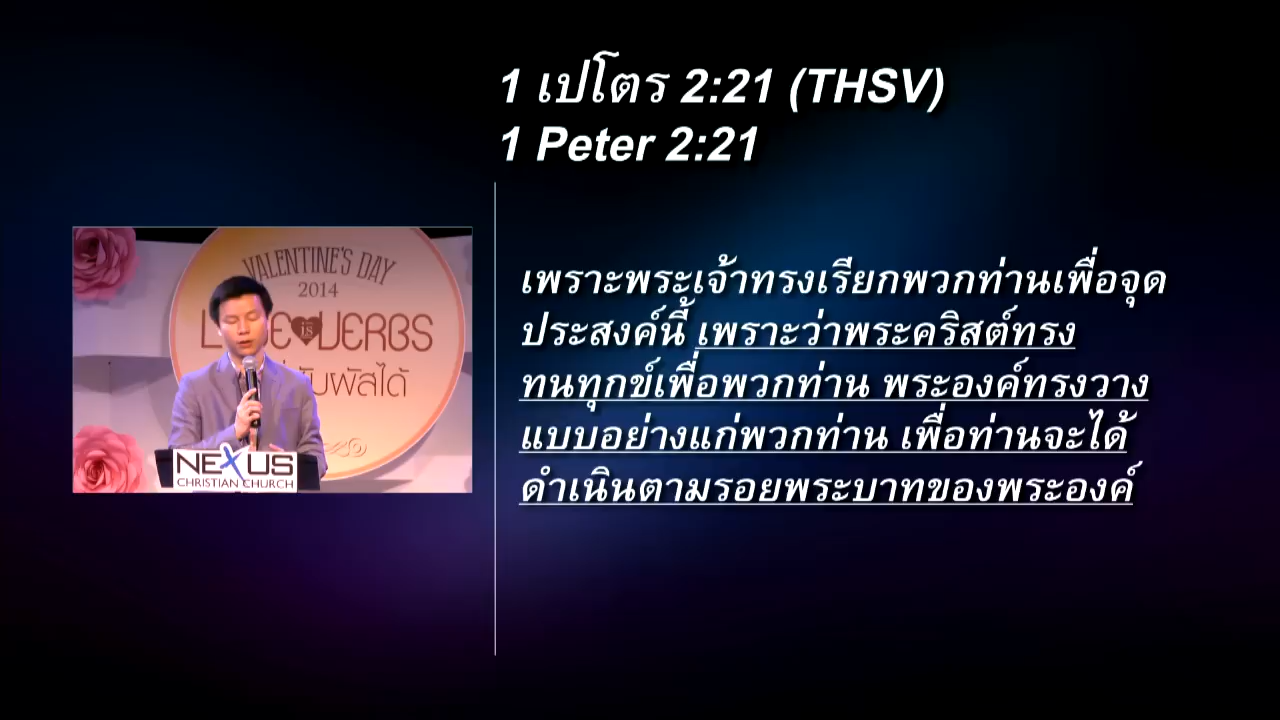 1 เปโตร 2:21 (THSV)
1 Peter 2:21
เพราะพระเจ้าทรงเรียกพวกท่านเพื่อจุด
ประสงค์นี้ เพราะว่าพระคริสต์ทรง
ทนทุกข์เพื่อพวกท่าน พระองค์ทรงวาง
แบบอย่างแก่พวกท่าน เพื่อท่านจะได้
ดำเนินตามรอยพระบาทของพระองค์
VALENTINE'S DAY
2014
is
VERBS
ผัสได้
NEXUS
CHRISTIAN CHURCH